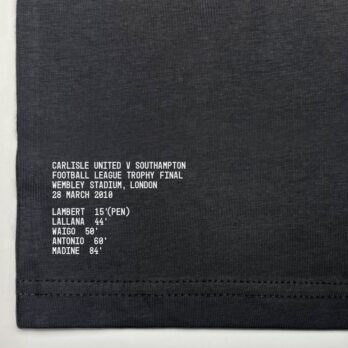 CARLISLE UNITED V SOUTHAMPTON
FOOTBALL LEAGUE TROPHY FINAL
WEMBLEY STADIUM, LONDON
28 MARCH 2010
LAMBERT 15'(PEN)
LALLANA 44'
WAIGO 50'
ANTONIO 60'
MADINE 84'